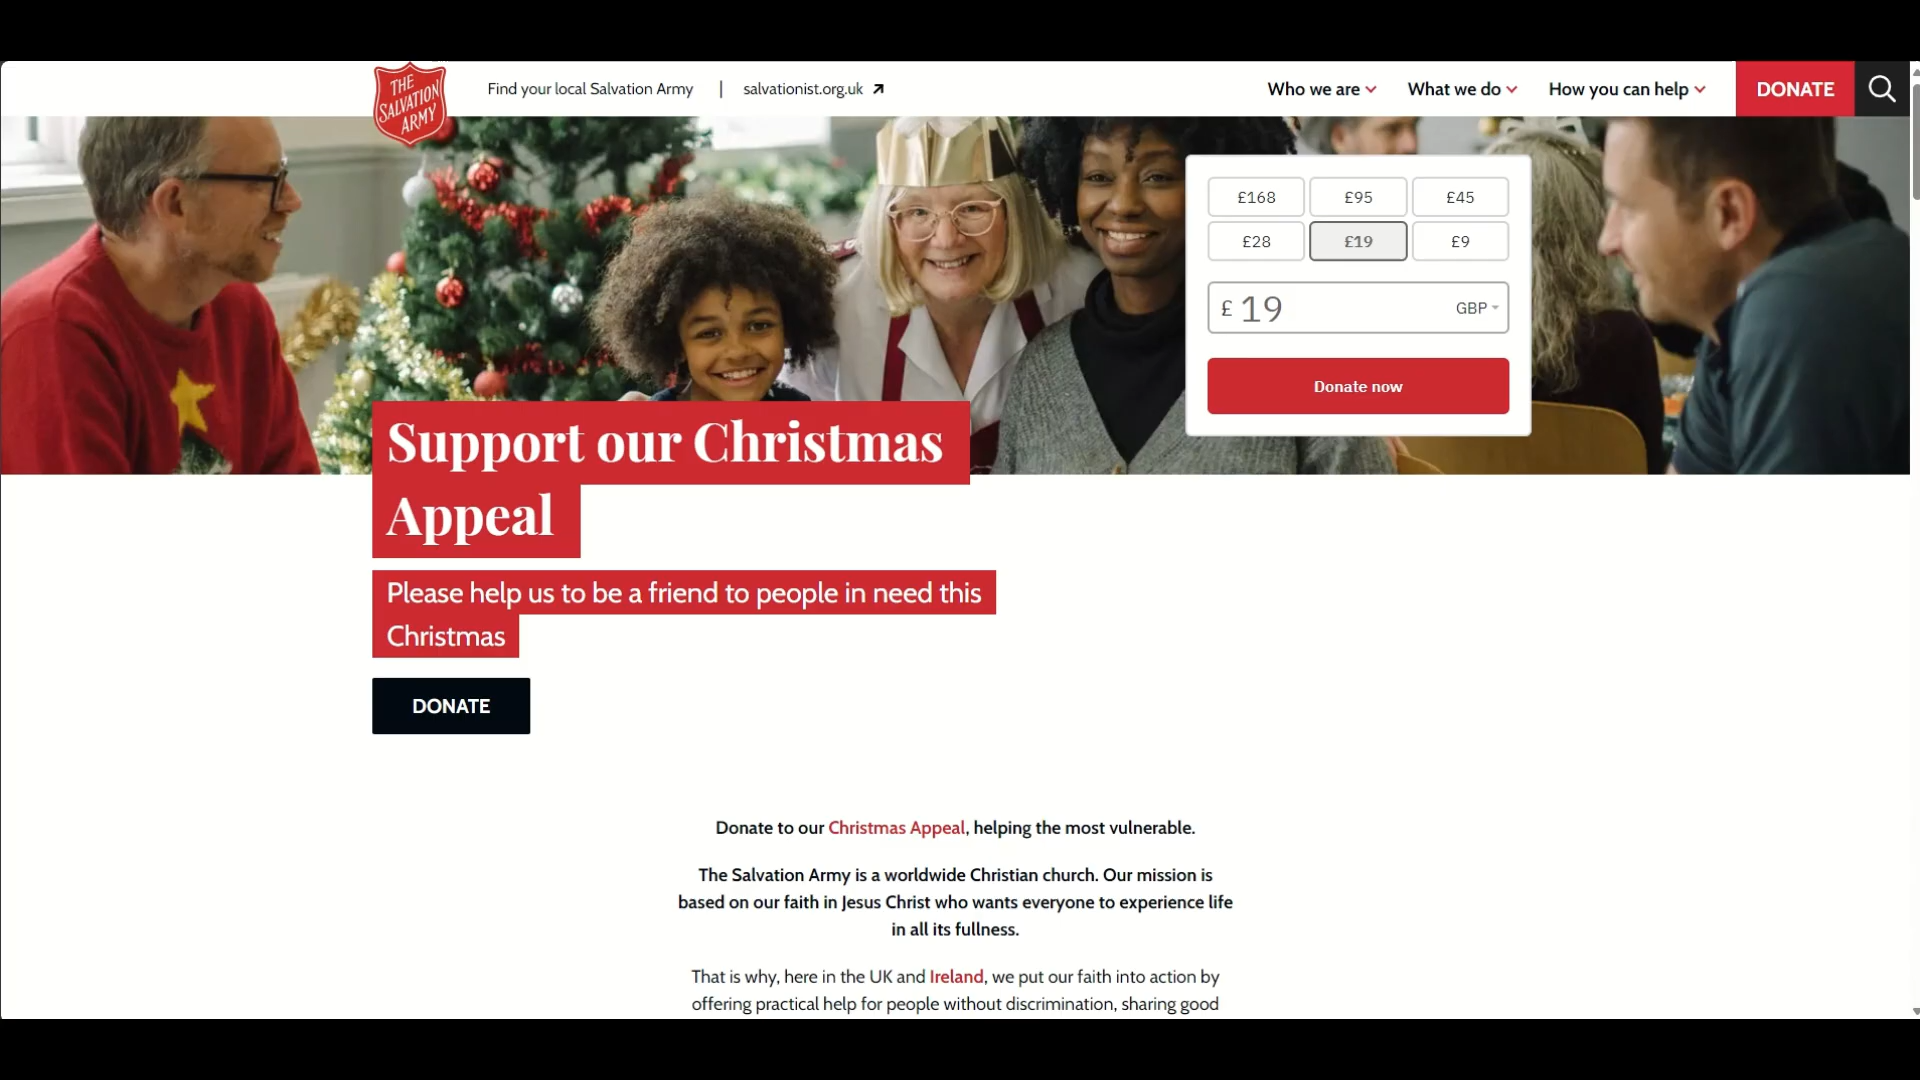 THE
SALVATION
ARMY
Find your local Salvation Army | salvationist.org.uk
Who we are
What we do
How you can help
DONATE
£168
£95
£45
£28
£19
£9
£ 19
GBP
Donate now
Support our Christmas
Appeal
Please help us to be a friend to people in need this
Christmas
DONATE
Donate to our Christmas Appeal, helping the most vulnerable.
The Salvation Army is a worldwide Christian church. Our mission is
based on our faith in Jesus Christ who wants everyone to experience life
in all its fullness.
That is why, here in the UK and Ireland, we put our faith into action by
offering practical help for people without discrimination, sharing good